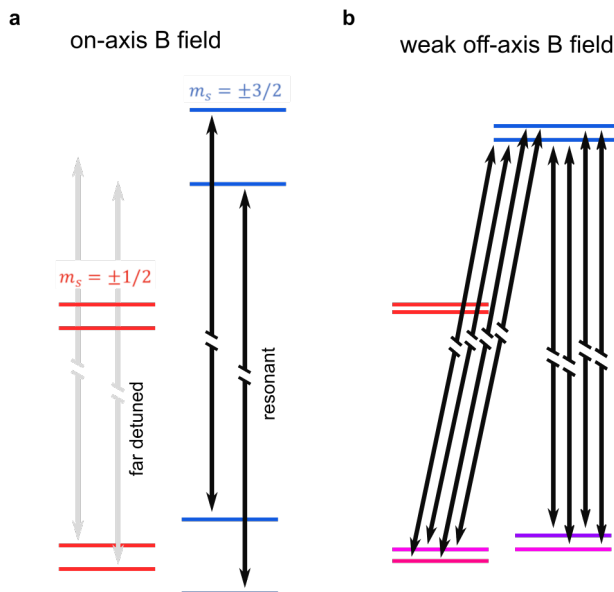 a
on-axis B field
b
weak off-axis B field
m_s = ±3/2
m_s = ±1/2
far detuned
resonant